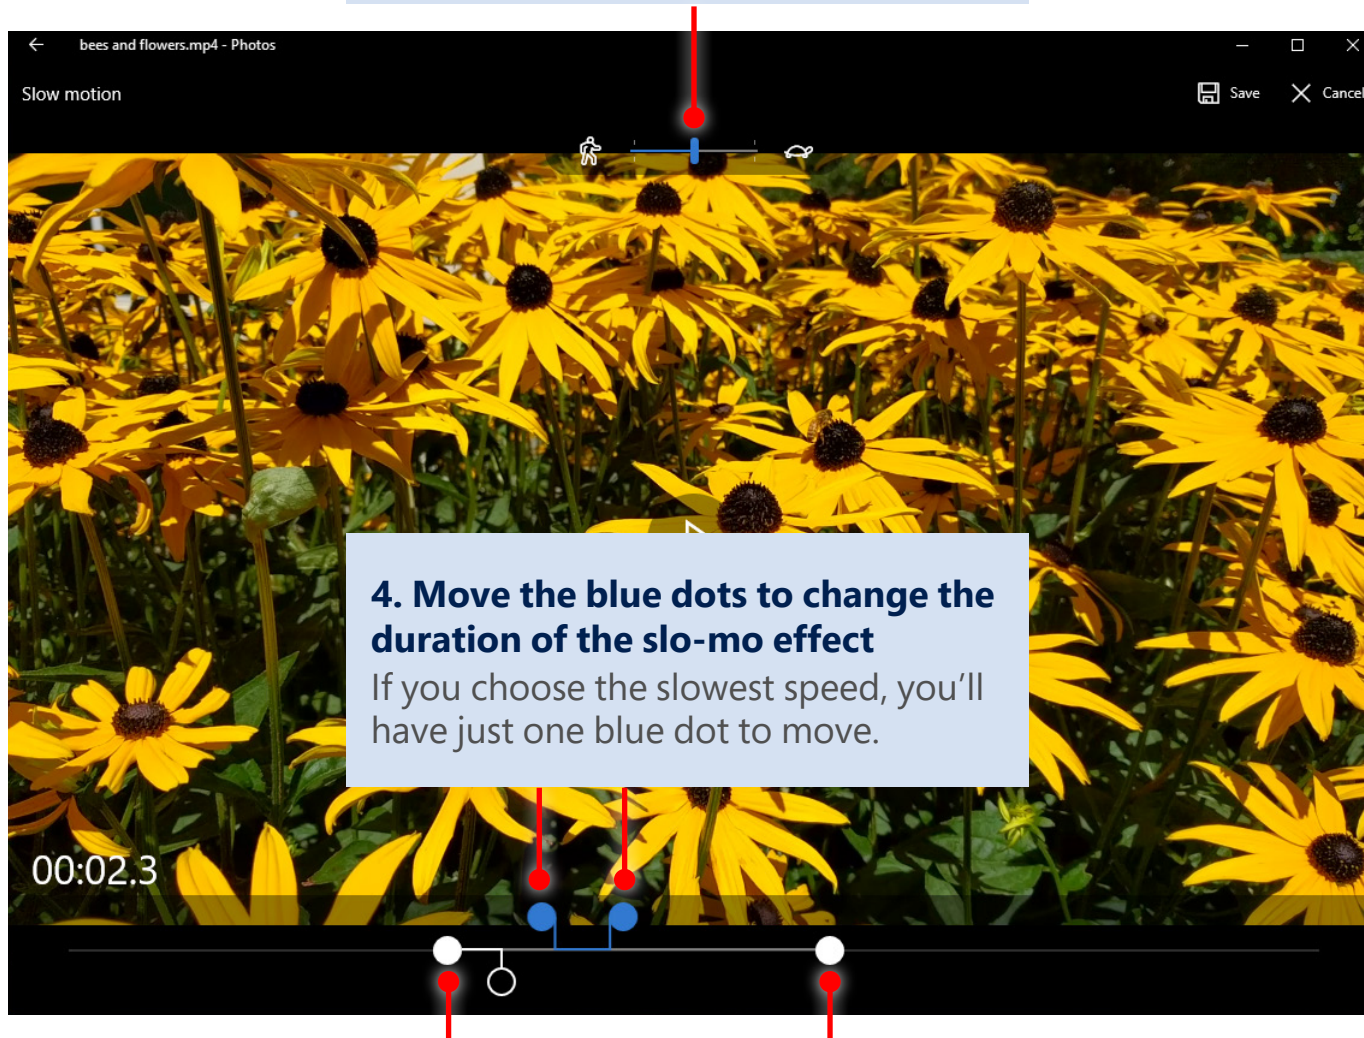 bees and flowers.mp4 - Photos
Slow motion
Save
Cancel
4. Move the blue dots to change the
duration of the slo-mo effect
If you choose the slowest speed, you’ll
have just one blue dot to move.
00:02.3